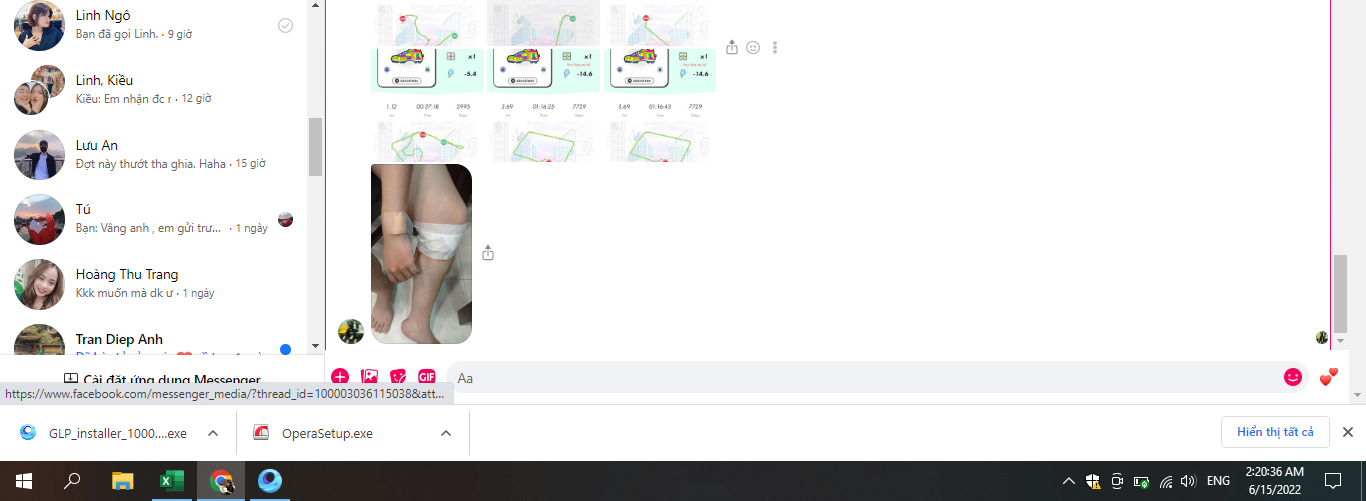 Linh Ngô
Bạn đã gọi Linh. · 9 giờ
Linh, Kiều
Kiều: Em nhận đc r · 12 giờ
Lưu An
Đợt này thướt tha ghia. Haha · 15 giờ
Tú
Bạn: Vâng anh , em gửi trư... · 1 ngày
Hoàng Thu Trang
Kkk muốn mà dk ư · 1 ngày
Tran Diep Anh
Cài đặt ứng dụng Messenger
x1
x1
x1
-5.4
-14.6
-14.6
1.12 00:27:18 2995
3.69 01:16:25 7729
3.69 01:16:43 7729
GIF
Aa
https://www.facebook.com/messenger_media/?thread_id=100003036115038&att...
GLP_installer_1000....exe
OperaSetup.exe
Hiển thị tất cả
ENG
2:20:36 AM
6/15/2022